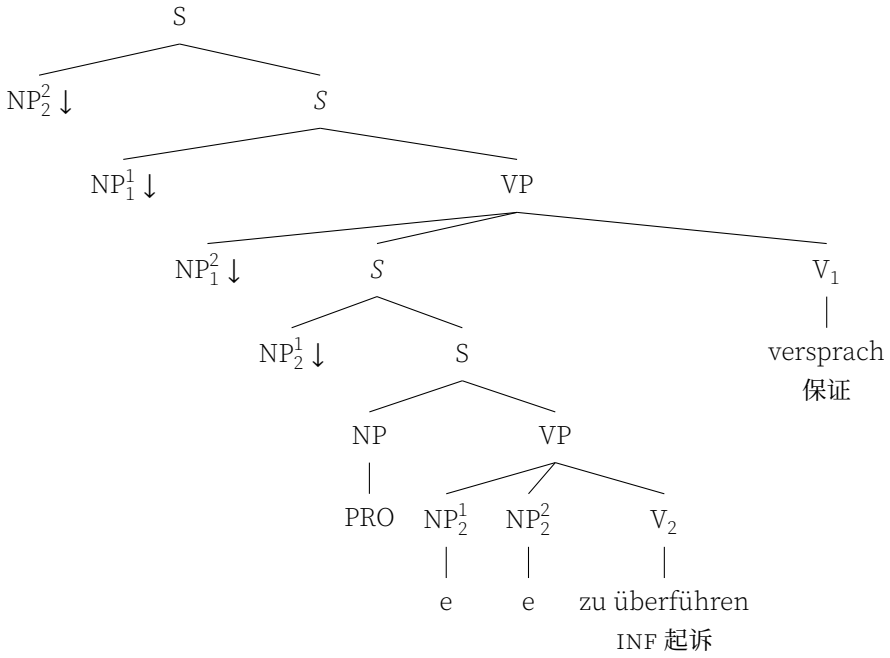 S
NP²₂↓ S
NP¹₁↓ VP
NP²₁↓ S V₁
NP¹₂↓ S versprach
保证
NP VP
PRO NP¹₂ NP²₂ V₂
e e zu überführen
INF 起诉